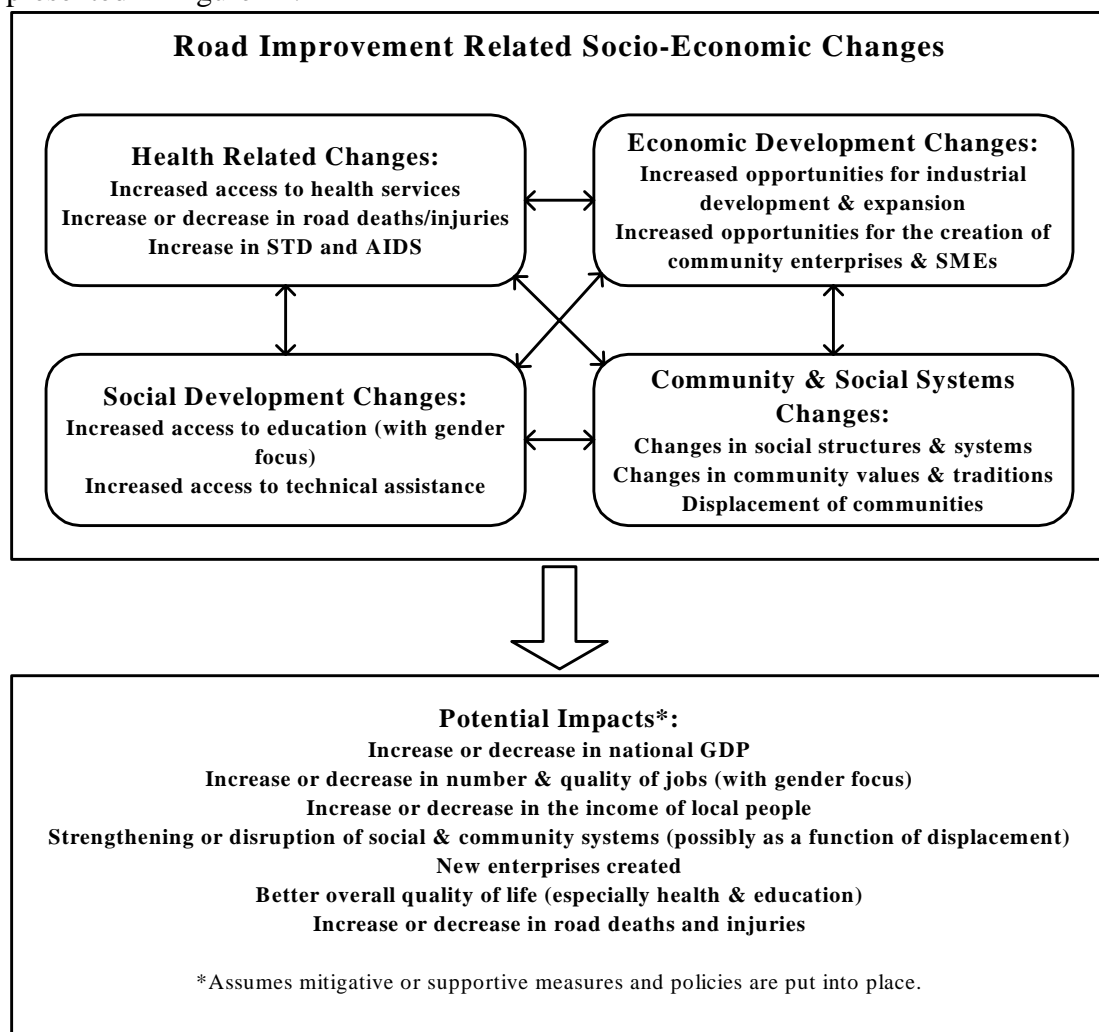 Road Improvement Related Socio-Economic Changes
Health Related Changes:
Increased access to health services
Increase or decrease in road deaths/injuries
Increase in STD and AIDS
Economic Development Changes:
Increased opportunities for industrial
development & expansion
Increased opportunities for the creation of
community enterprises & SMEs
Social Development Changes:
Increased access to education (with gender
focus)
Increased access to technical assistance
Community & Social Systems
Changes:
Changes in social structures & systems
Changes in community values & traditions
Displacement of communities
Potential Impacts*:
Increase or decrease in national GDP
Increase or decrease in number & quality of jobs (with gender focus)
Increase or decrease in the income of local people
Strengthening or disruption of social & community systems (possibly as a function of displacement)
New enterprises created
Better overall quality of life (especially health & education)
Increase or decrease in road deaths and injuries
*Assumes mitigative or supportive measures and policies are put into place.